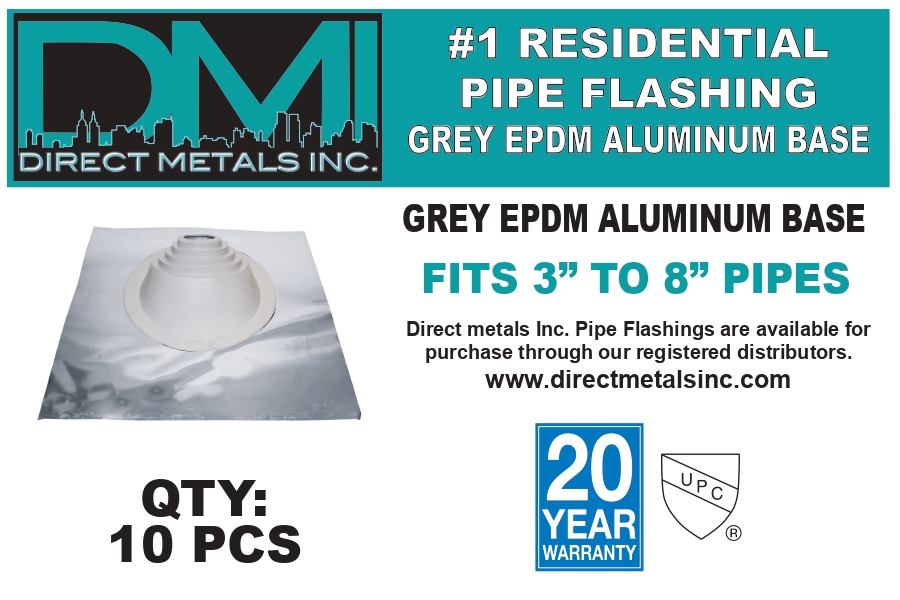 DMI
DIRECT METALS INC.
#1 RESIDENTIAL
PIPE FLASHING
GREY EPDM ALUMINUM BASE
GREY EPDM ALUMINUM BASE
FITS 3” TO 8” PIPES
Direct metals Inc. Pipe Flashings are available for
purchase through our registered distributors.
www.directmetalsinc.com
QTY:
10 PCS
20
YEAR
WARRANTY
UPC
®